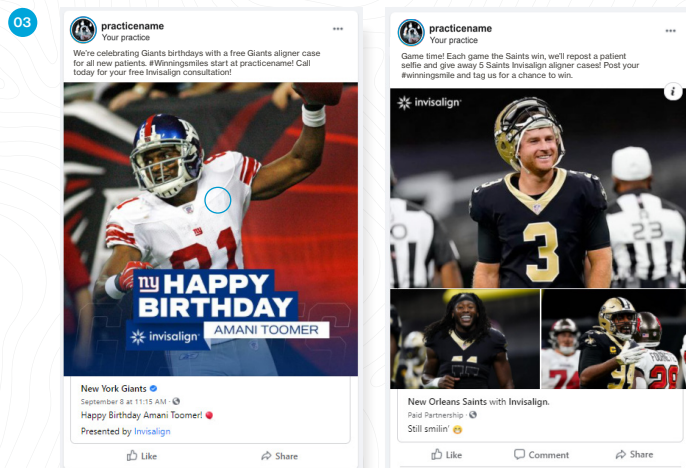 03
practicename
Your practice
We're celebrating Giants birthdays with a free Giants aligner case
for all new patients. #Winningsmiles start at practicename! Call
today for your free Invisalign consultation!
81
ny HAPPY
BIRTHDAY
invisalign
AMANI TOOMER
New York Giants
September 8 at 11:15 AM
Happy Birthday Amani Toomer!
Presented by Invisalign
Like
Share
practicename
Your practice
Game time! Each game the Saints win, we'll repost a patient
selfie and give away 5 Saints Invisalign aligner cases! Post your
#winningsmile and tag us for a chance to win.
invisalign
i
3
23
New Orleans Saints with Invisalign.
Paid Partnership
Still smilin'
Like
Comment
Share